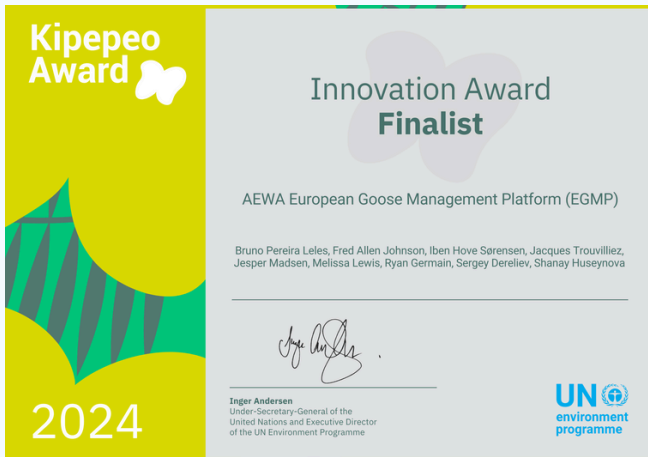 Kipepeo
Award
2024
Innovation Award
Finalist
AEWA European Goose Management Platform (EGMP)
Bruno Pereira Leles, Fred Allen Johnson, Iben Hove Sørensen, Jacques Trouvilliez,
Jesper Madsen, Melissa Lewis, Ryan Germain, Sergey Dereliev, Shanay Huseynova
Inger Andersen
Under-Secretary-General of the
United Nations and Executive Director
of the UN Environment Programme
UN
environment
programme